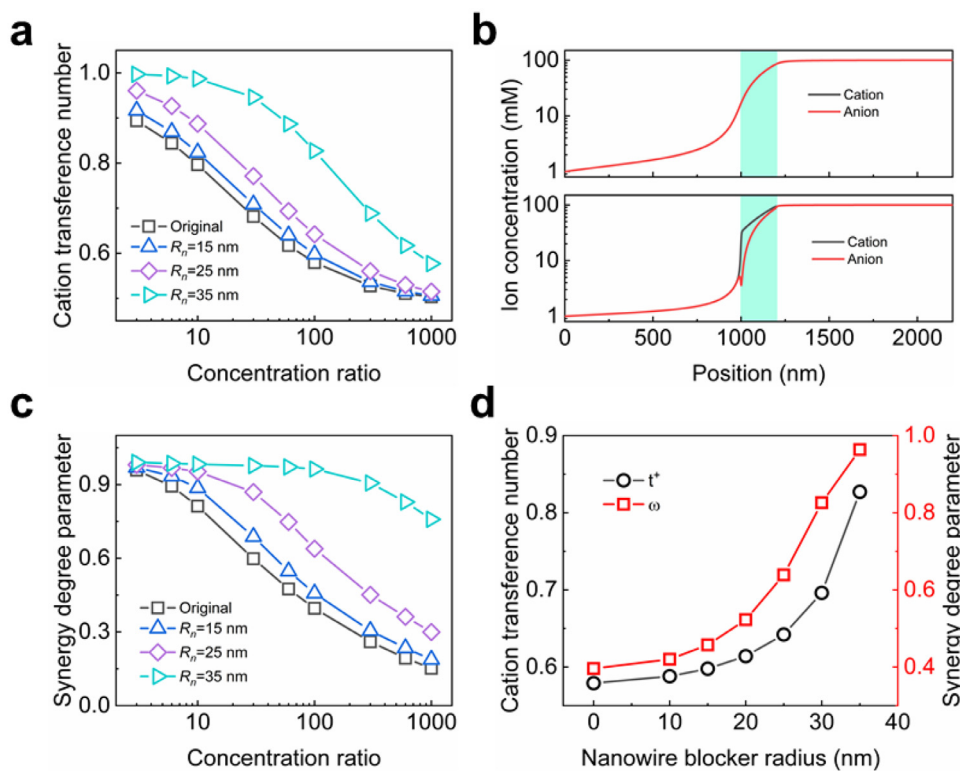 a
Cation transference number
1.0
0.8
0.6
Original
Rn=15 nm
Rn=25 nm
Rn=35 nm
10
100
1000
Concentration ratio
b
Ion concentration (mM)
100
10
1
Cation
Anion
100
10
1
Cation
Anion
0
500
1000
1500
2000
Position (nm)
c
Synergy degree parameter
0.9
0.6
0.3
0.0
Original
Rn=15 nm
Rn=25 nm
Rn=35 nm
10
100
1000
Concentration ratio
d
Cation transference number
0.9
0.8
0.7
0.6
t+
ω
1.0
0.8
0.6
0.4
Synergy degree parameter
0
10
20
30
40
Nanowire blocker radius (nm)